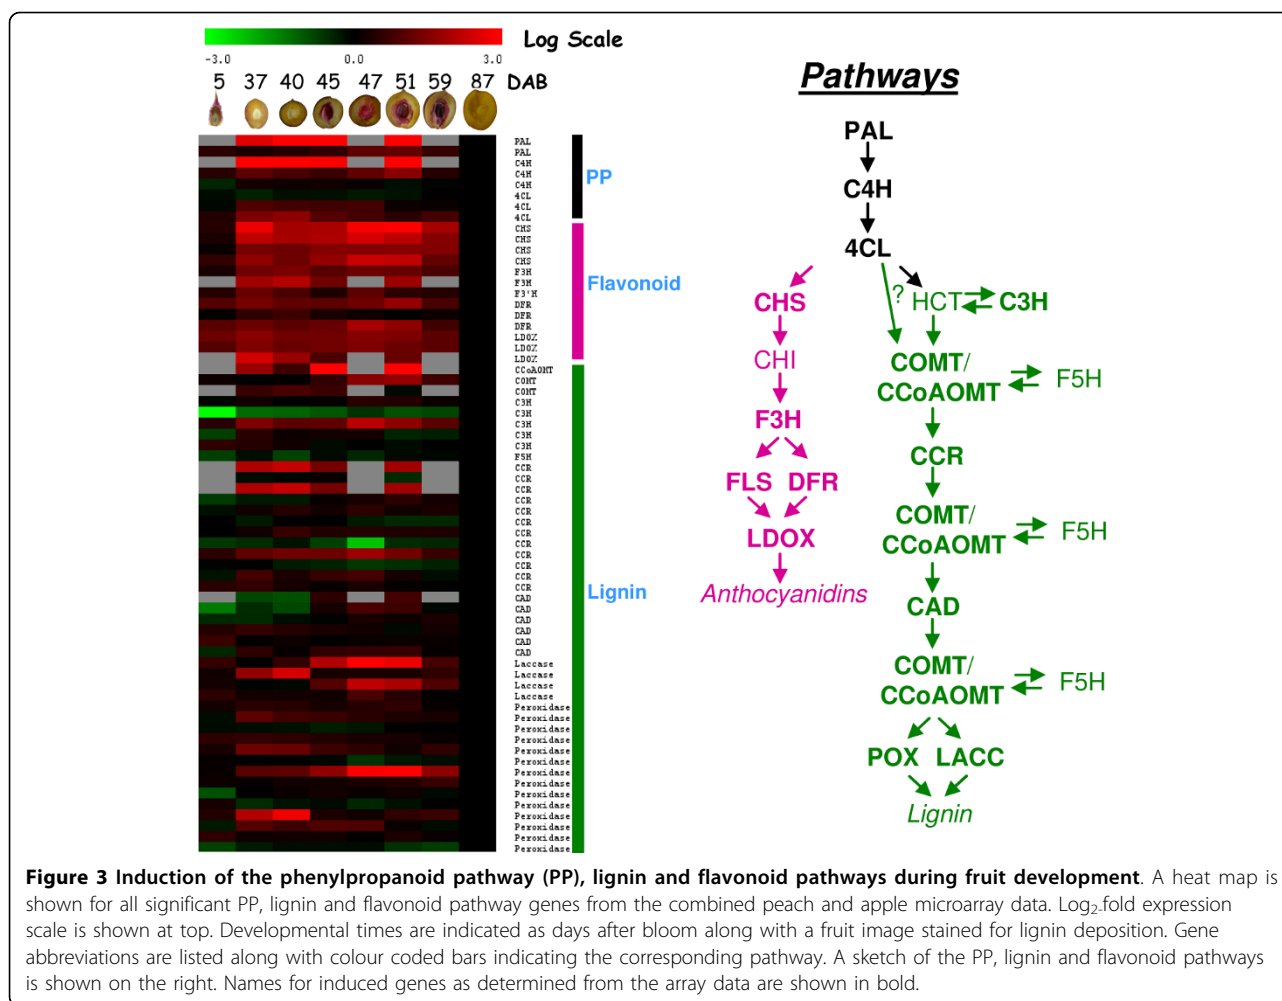 Log Scale
-3.0 0.0 3.0
5 37 40 45 47 51 59 87 DAB
PAL
PAL
C4H
C4H
C4H
4CL
4CL
4CL
CHS
CHS
CHS
CHS
F3H
F3H
F3'H
DFR
DFR
DFR
LDOX
LDOX
LDOX
CCoAOMT
COMT
COMT
C3H
C3H
C3H
C3H
C3H
F5H
CCR
CCR
CCR
CCR
CCR
CCR
CCR
CCR
CCR
CCR
CCR
CCR
CAD
CAD
CAD
CAD
CAD
CAD
Laccase
Laccase
Laccase
Laccase
Peroxidase
Peroxidase
Peroxidase
Peroxidase
Peroxidase
Peroxidase
Peroxidase
Peroxidase
Peroxidase
Peroxidase
Peroxidase
Peroxidase
Peroxidase
Peroxidase
PP
Flavonoid
Lignin
Pathways
PAL
C4H
4CL
CHS
CHI
F3H
FLS DFR
LDOX
Anthocyanidins
? HCT C3H
COMT/
CCoAOMT F5H
CCR
COMT/
CCoAOMT F5H
CAD
COMT/
CCoAOMT F5H
POX LACC
Lignin
Figure 3 Induction of the phenylpropanoid pathway (PP), lignin and flavonoid pathways during fruit development. A heat map is
shown for all significant PP, lignin and flavonoid pathway genes from the combined peach and apple microarray data. Log2-fold expression
scale is shown at top. Developmental times are indicated as days after bloom along with a fruit image stained for lignin deposition. Gene
abbreviations are listed along with colour coded bars indicating the corresponding pathway. A sketch of the PP, lignin and flavonoid pathways
is shown on the right. Names for induced genes as determined from the array data are shown in bold.